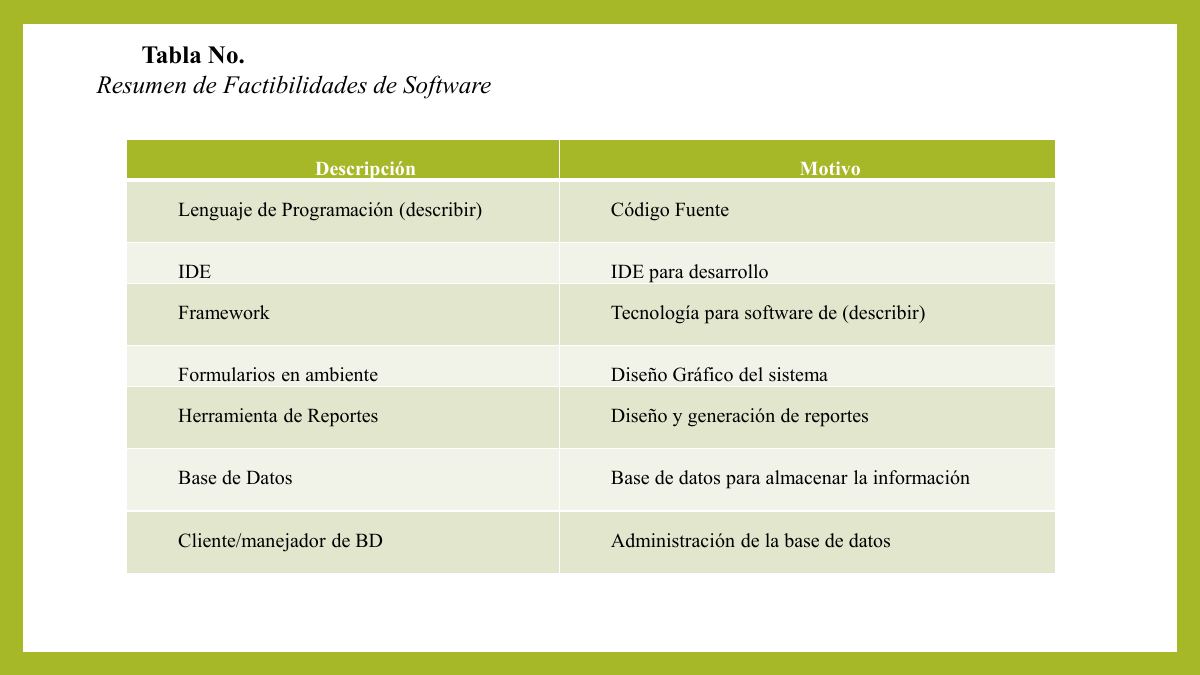 Tabla No.
Resumen de Factibilidades de Software
Descripción Motivo
Lenguaje de Programación (describir) Código Fuente
IDE IDE para desarrollo
Framework Tecnología para software de (describir)
Formularios en ambiente Diseño Gráfico del sistema
Herramienta de Reportes Diseño y generación de reportes
Base de Datos Base de datos para almacenar la información
Cliente/manejador de BD Administración de la base de datos